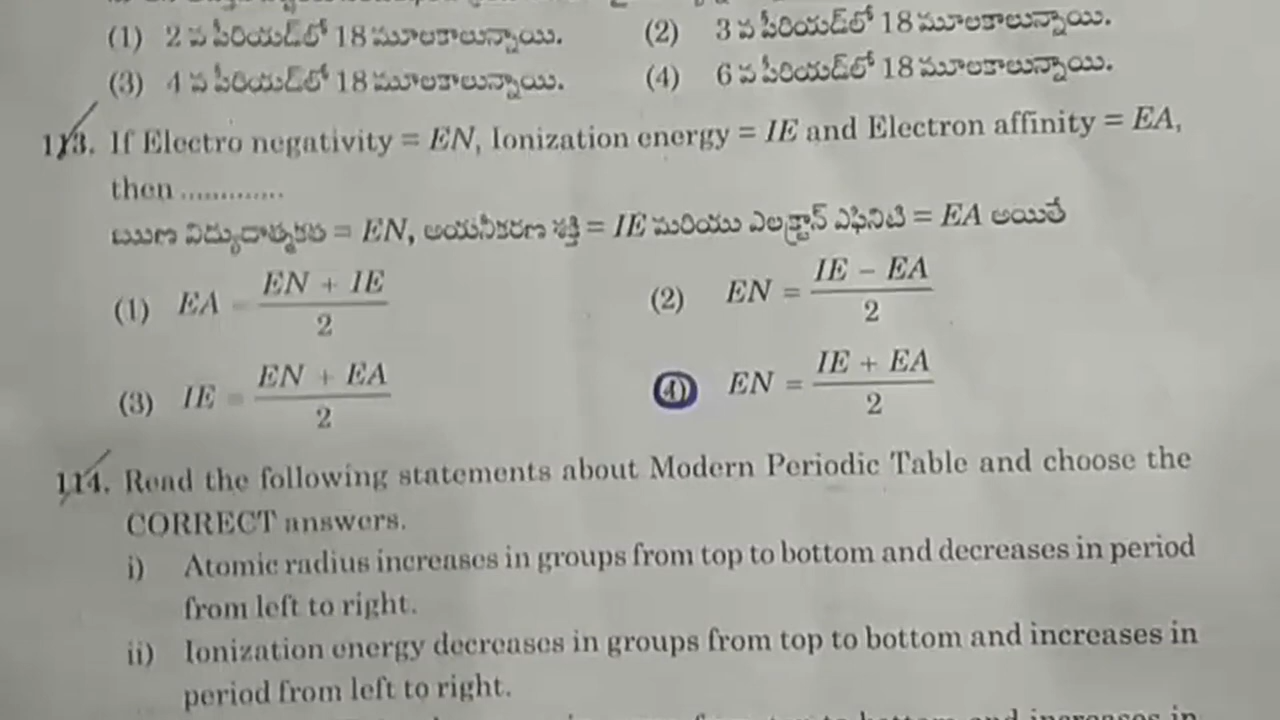 (1) 2 వ పీరియడ్‌లో 18 మూలకాలున్నాయి. (2) 3 వ పీరియడ్‌లో 18 మూలకాలున్నాయి.
(3) 4 వ పీరియడ్‌లో 18 మూలకాలున్నాయి. (4) 6 వ పీరియడ్‌లో 18 మూలకాలున్నాయి.
113. If Electro negativity = EN, Ionization energy = IE and Electron affinity = EA,
then .............
ఋణ విద్యుదాత్మకత = EN, అయనీకరణ శక్తి = IE మరియు ఎలక్ట్రాన్ ఎఫినిటి = EA అయితే
(1) EA = (EN + IE)/2 (2) EN = (IE − EA)/2
(3) IE = (EN + EA)/2 (4) EN = (IE + EA)/2
114. Read the following statements about Modern Periodic Table and choose the
CORRECT answers.
i) Atomic radius increases in groups from top to bottom and decreases in period
from left to right.
ii) Ionization energy decreases in groups from top to bottom and increases in
period from left to right.